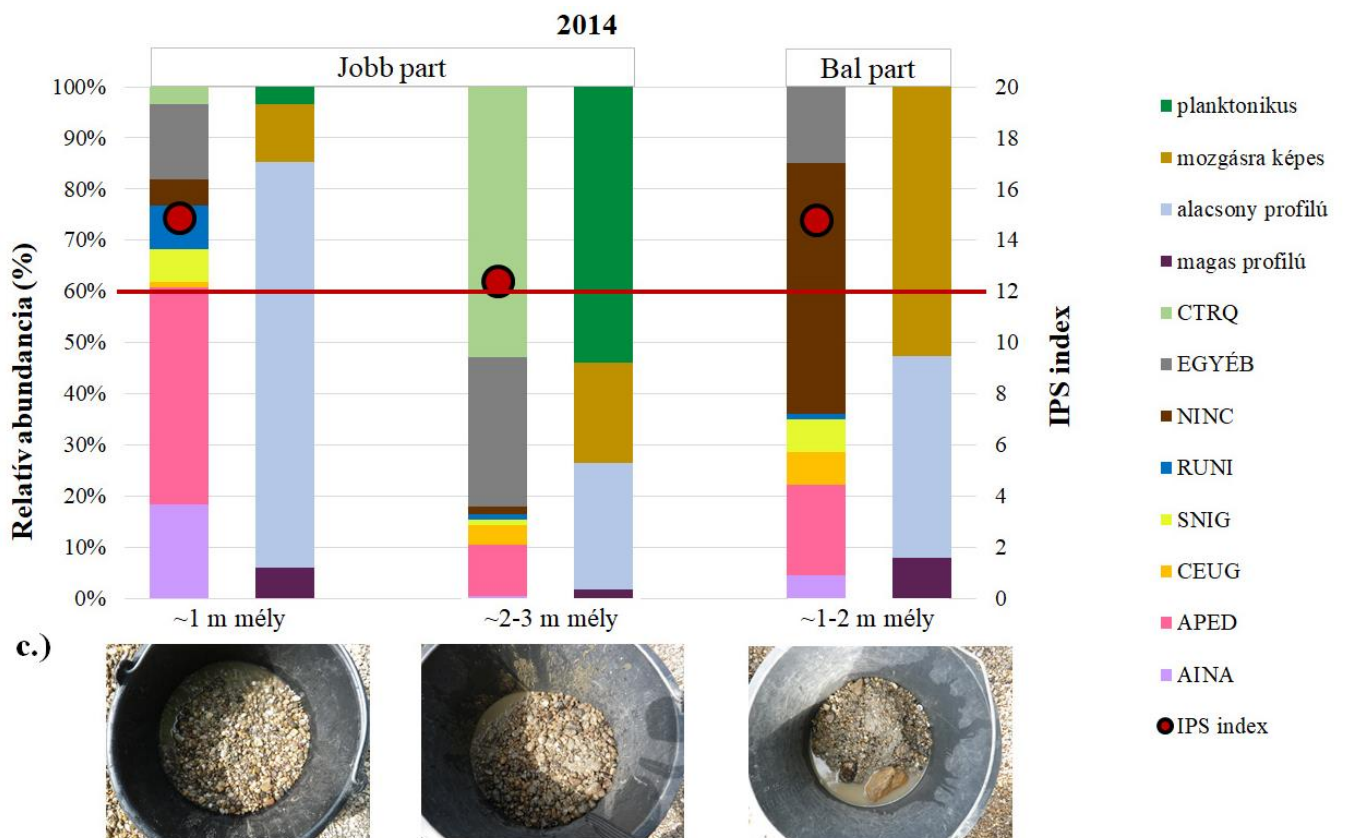 2014
Jobb part
Bal part
100%
90%
80%
70%
60%
50%
40%
30%
20%
10%
0%
Relatív abundancia (%)
20
18
16
14
12
10
8
6
4
2
0
IPS index
~1 m mély
~2-3 m mély
~1-2 m mély
c.)
planktonikus
mozgásra képes
alacsony profilú
magas profilú
CTRQ
EGYÉB
NINC
RUNI
SNIG
CEUG
APED
AINA
IPS index